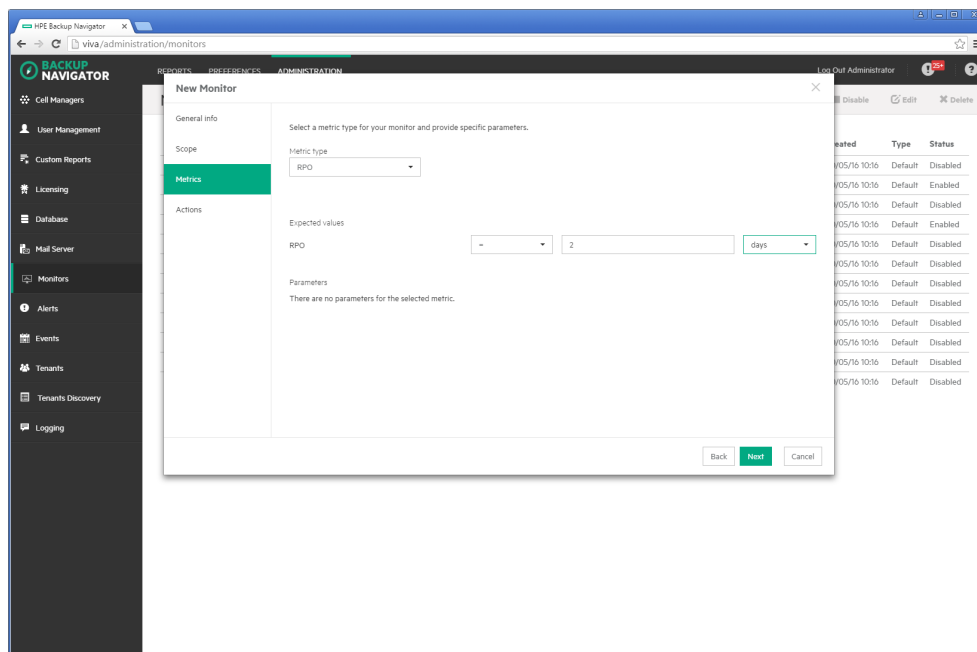 HPE Backup Navigator
viva/administration/monitors
BACKUP
NAVIGATOR
REPORTS PREFERENCES ADMINISTRATION
Log Out Administrator
25+
Cell Managers
User Management
Custom Reports
Licensing
Database
Mail Server
Monitors
Alerts
Events
Tenants
Tenants Discovery
Logging
New Monitor
General info
Scope
Metrics
Actions
Select a metric type for your monitor and provide specific parameters.
Metric type
RPO
Expected values
RPO
2
days
Parameters
There are no parameters for the selected metric.
Back Next Cancel
Disable Edit Delete
eated Type Status
/05/16 10:16 Default Disabled
/05/16 10:16 Default Enabled
/05/16 10:16 Default Disabled
/05/16 10:16 Default Enabled
/05/16 10:16 Default Disabled
/05/16 10:16 Default Disabled
/05/16 10:16 Default Disabled
/05/16 10:16 Default Disabled
/05/16 10:16 Default Disabled
/05/16 10:16 Default Disabled
/05/16 10:16 Default Disabled
/05/16 10:16 Default Disabled